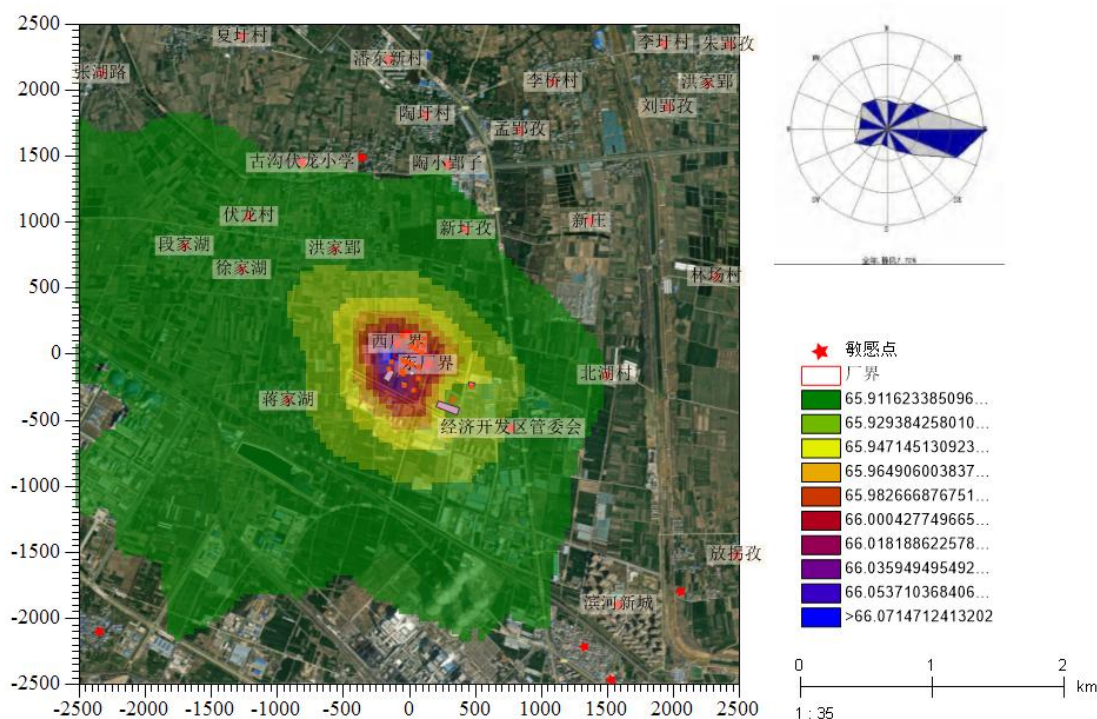 2500
2000
1500
1000
500
0
-500
-1000
-1500
-2000
-2500
-2500 -2000 -1500 -1000 -500 0 500 1000 1500 2000 2500
夏圩村
李圩村
朱郢孜
潘东新村
张湖路
李桥村
洪家郢
刘郢孜
陶圩村
孟郢孜
古沟伏龙小学
陶小郢子
伏龙村
新圩孜
新庄
段家湖
洪家郢
徐家湖
林场村
西厂界
东厂界
北湖村
蒋家湖
经济开发区管委会
放拐孜
滨河新城
敏感点
厂界
65.911623385096...
65.929384258010...
65.947145130923...
65.964906003837...
65.982666876751...
66.000427749665...
66.018188622578...
66.035949495492...
66.053710368406...
>66.0714712413202
0 1 2
km
1 : 35